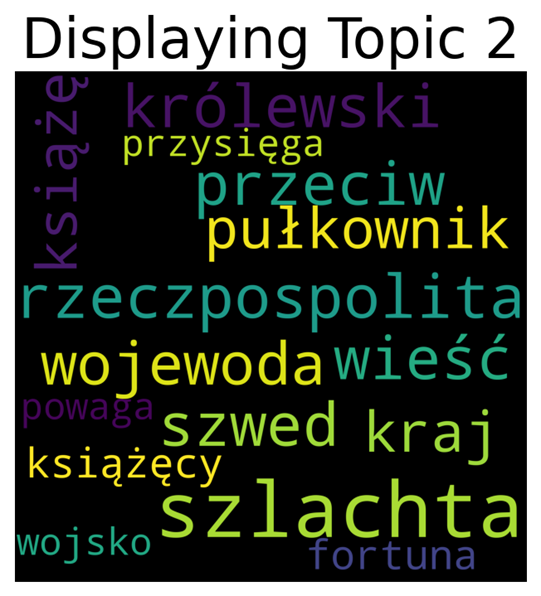 Displaying Topic 2
książę
królewski
przysięga
przeciw
pułkownik
rzeczpospolita
wojewoda
wieść
powaga
szwed
kraj
książęcy
szlachta
wojsko
fortuna